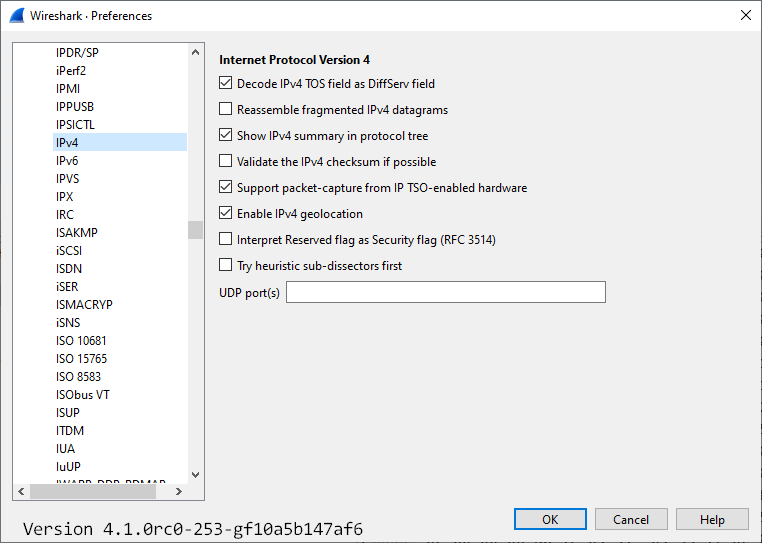 Wireshark · Preferences
IPDR/SP
iPerf2
IPMI
IPPUSB
IPSICTL
IPv4
IPv6
IPVS
IPX
IRC
ISAKMP
iSCSI
ISDN
iSER
ISMACRYP
iSNS
ISO 10681
ISO 15765
ISO 8583
ISObus VT
ISUP
ITDM
IUA
IuUP
IWARP_DDP_RDMAP
Internet Protocol Version 4
Decode IPv4 TOS field as DiffServ field
Reassemble fragmented IPv4 datagrams
Show IPv4 summary in protocol tree
Validate the IPv4 checksum if possible
Support packet-capture from IP TSO-enabled hardware
Enable IPv4 geolocation
Interpret Reserved flag as Security flag (RFC 3514)
Try heuristic sub-dissectors first
UDP port(s)
OK Cancel Help
Version 4.1.0rc0-253-gf10a5b147af6